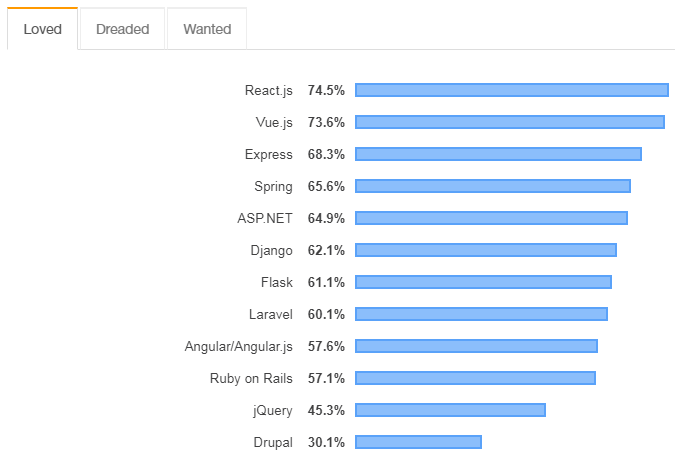 Loved Dreaded Wanted
React.js 74.5%
Vue.js 73.6%
Express 68.3%
Spring 65.6%
ASP.NET 64.9%
Django 62.1%
Flask 61.1%
Laravel 60.1%
Angular/Angular.js 57.6%
Ruby on Rails 57.1%
jQuery 45.3%
Drupal 30.1%